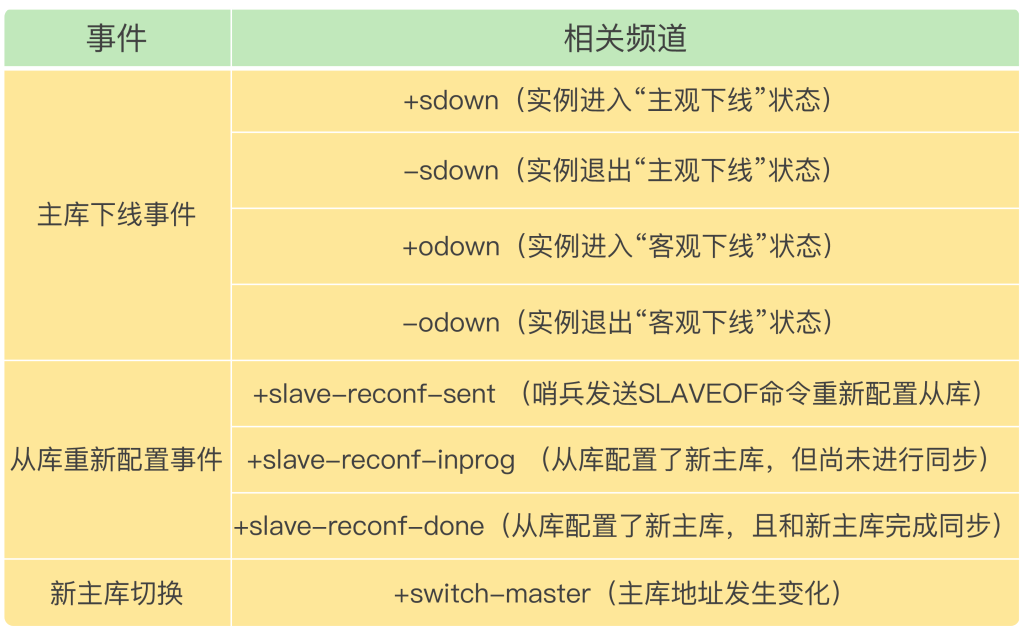 事件
相关频道
主库下线事件
+sdown（实例进入“主观下线”状态）
–sdown（实例退出“主观下线”状态）
+odown（实例进入“客观下线”状态）
–odown（实例退出“客观下线”状态）
从库重新配置事件
+slave–reconf–sent （哨兵发送SLAVEOF命令重新配置从库）
+slave–reconf–inprog （从库配置了新主库，但尚未进行同步）
+slave–reconf–done（从库配置了新主库，且和新主库完成同步）
新主库切换
+switch–master（主库地址发生变化）